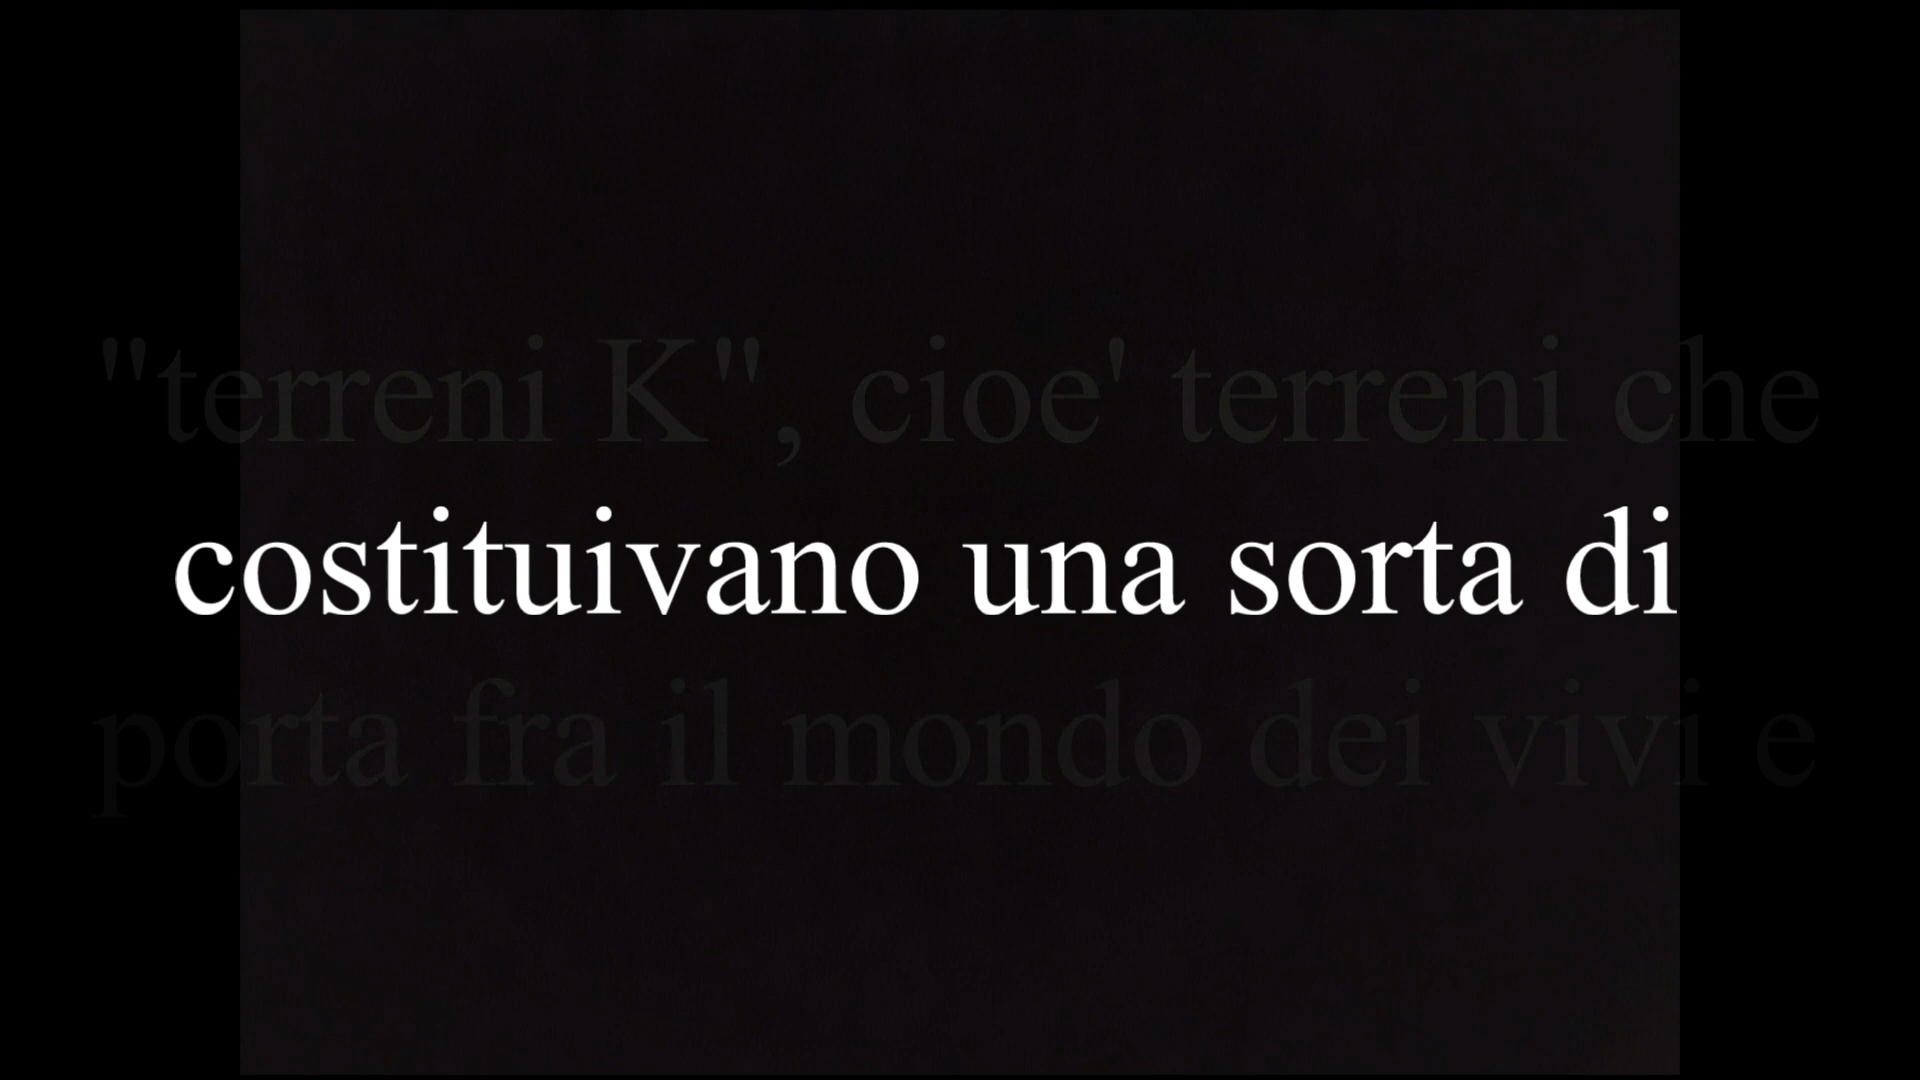 "terreni K", cioe' terreni che
costituivano una sorta di
porta fra il mondo dei vivi e